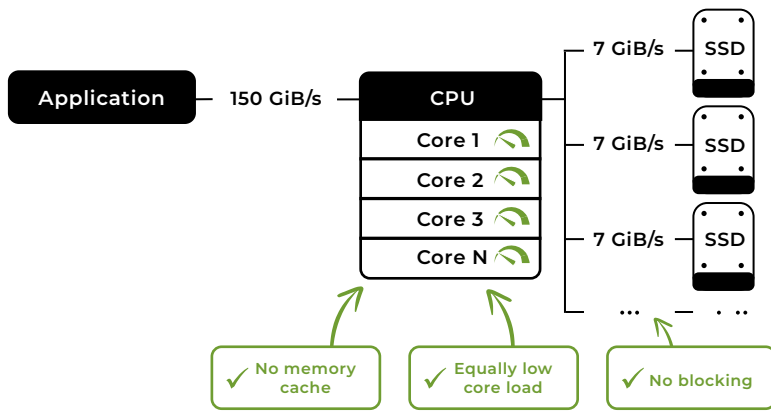 7 GiB/s
SSD
Application
150 GiB/s
CPU
Core 1
7 GiB/s
SSD
Core 2
Core 3
7 GiB/s
SSD
Core N
...
. ..
No memory
cache
Equally low
core load
No blocking